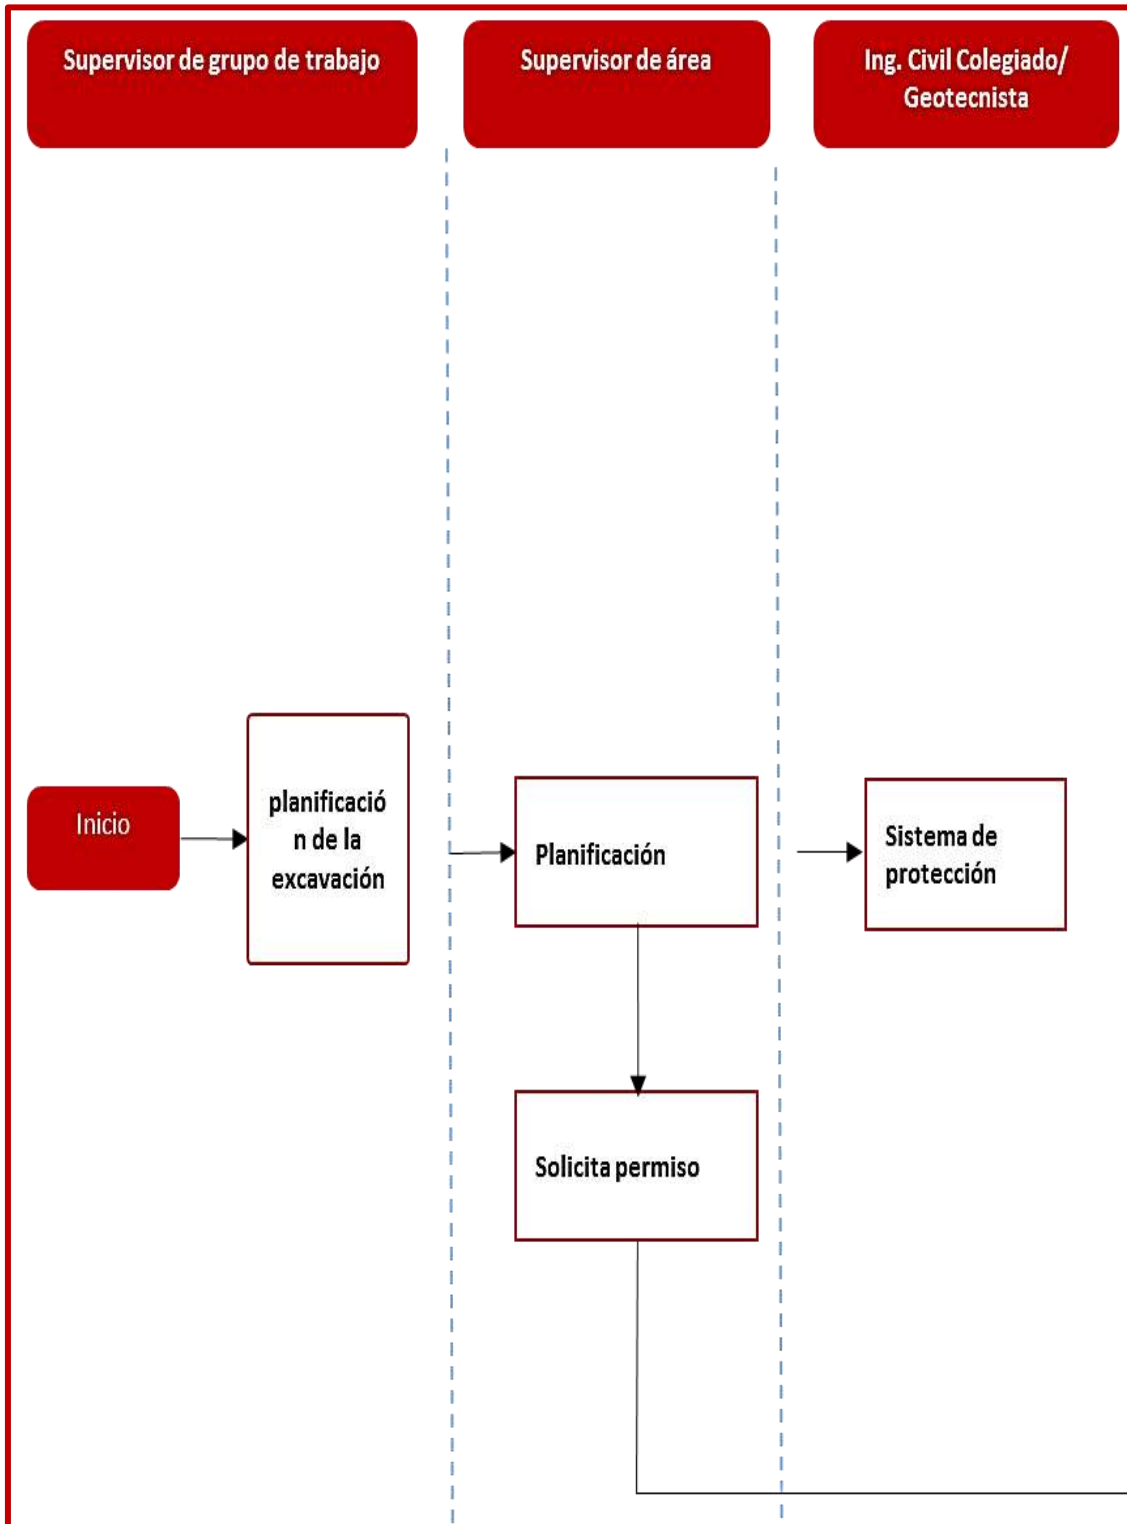 Supervisor de grupo de trabajo
Supervisor de área
Ing. Civil Colegiado/
Geotecnista
Inicio
planificació
n de la
excavación
Planificación
Sistema de
protección
Solicita permiso